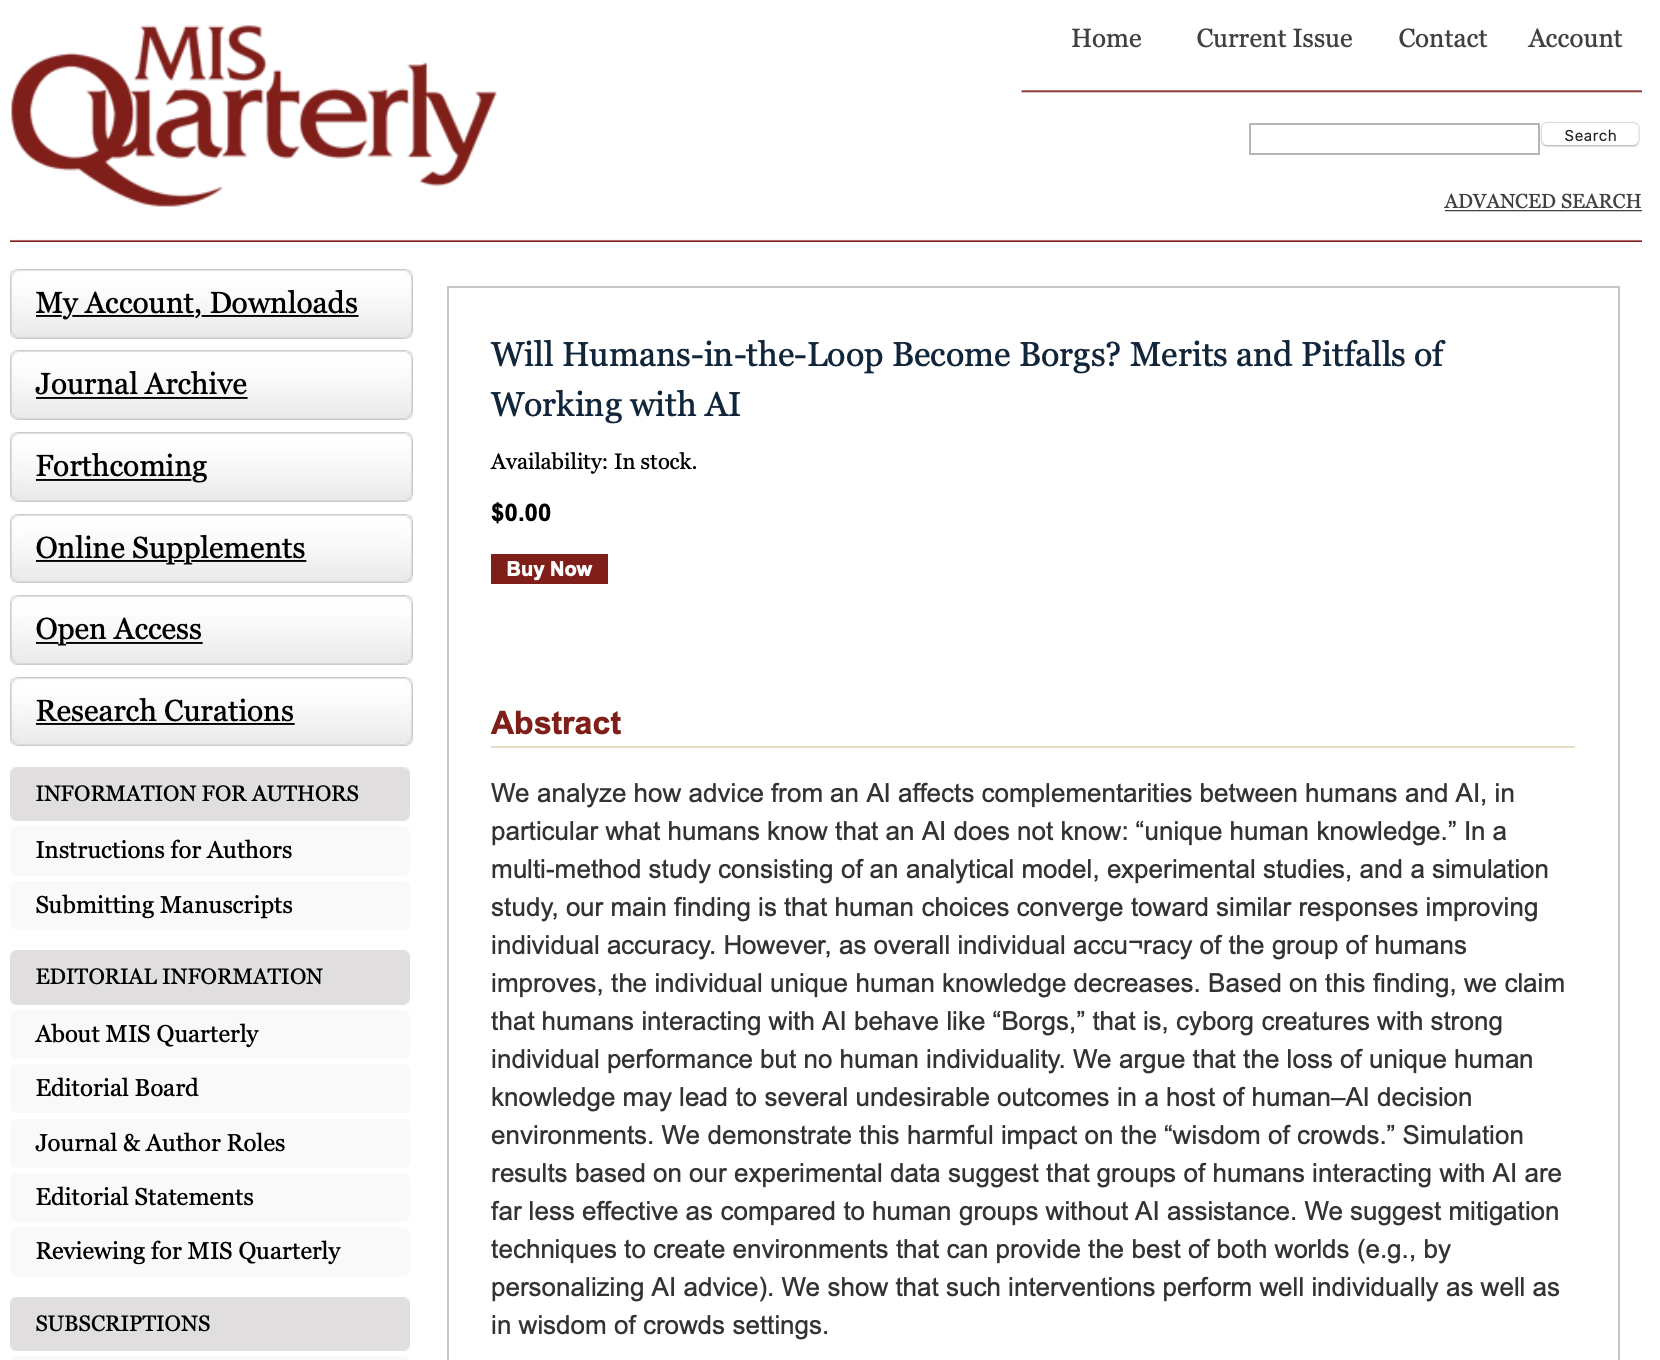 MIS
Quarterly
Home Current Issue Contact Account
Search
ADVANCED SEARCH
My Account, Downloads
Journal Archive
Forthcoming
Online Supplements
Open Access
Research Curations
INFORMATION FOR AUTHORS
Instructions for Authors
Submitting Manuscripts
EDITORIAL INFORMATION
About MIS Quarterly
Editorial Board
Journal & Author Roles
Editorial Statements
Reviewing for MIS Quarterly
SUBSCRIPTIONS
Will Humans-in-the-Loop Become Borgs? Merits and Pitfalls of
Working with AI
Availability: In stock.
$0.00
Buy Now
Abstract
We analyze how advice from an AI affects complementarities between humans and AI, in
particular what humans know that an AI does not know: “unique human knowledge.” In a
multi-method study consisting of an analytical model, experimental studies, and a simulation
study, our main finding is that human choices converge toward similar responses improving
individual accuracy. However, as overall individual accu¬racy of the group of humans
improves, the individual unique human knowledge decreases. Based on this finding, we claim
that humans interacting with AI behave like “Borgs,” that is, cyborg creatures with strong
individual performance but no human individuality. We argue that the loss of unique human
knowledge may lead to several undesirable outcomes in a host of human–AI decision
environments. We demonstrate this harmful impact on the “wisdom of crowds.” Simulation
results based on our experimental data suggest that groups of humans interacting with AI are
far less effective as compared to human groups without AI assistance. We suggest mitigation
techniques to create environments that can provide the best of both worlds (e.g., by
personalizing AI advice). We show that such interventions perform well individually as well as
in wisdom of crowds settings.